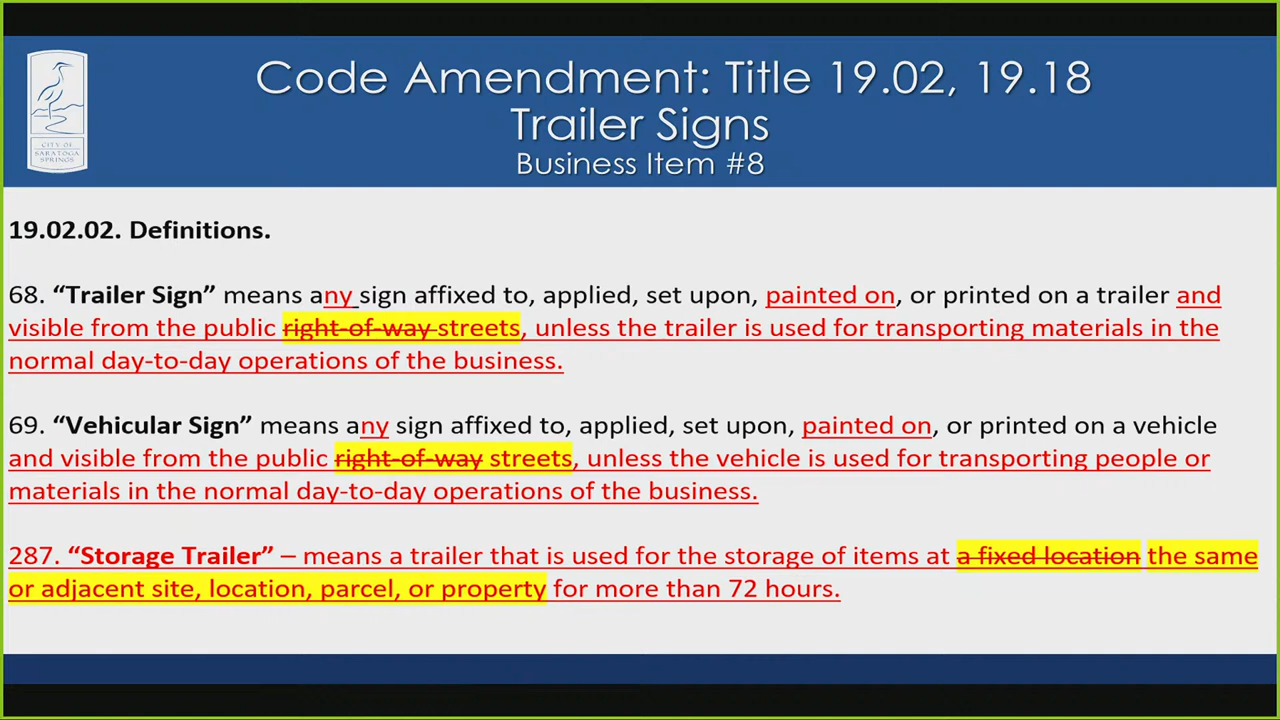 Code Amendment: Title 19.02, 19.18
Trailer Signs
Business Item #8
CITY OF
SARATOGA
SPRINGS
19.02.02. Definitions.
68. “Trailer Sign” means any sign affixed to, applied, set upon, painted on, or printed on a trailer and
visible from the public right-of-way streets, unless the trailer is used for transporting materials in the
normal day-to-day operations of the business.
69. “Vehicular Sign” means any sign affixed to, applied, set upon, painted on, or printed on a vehicle
and visible from the public right-of-way streets, unless the vehicle is used for transporting people or
materials in the normal day-to-day operations of the business.
287. “Storage Trailer” – means a trailer that is used for the storage of items at a fixed location the same
or adjacent site, location, parcel, or property for more than 72 hours.